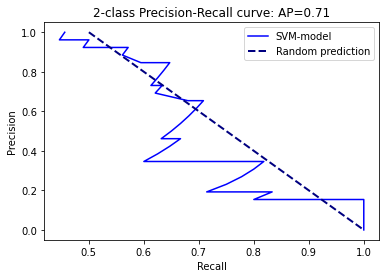 2-class Precision-Recall curve: AP=0.71
SVM-model
Random prediction
Precision
1.0
0.8
0.6
0.4
0.2
0.0
0.5 0.6 0.7 0.8 0.9 1.0
Recall